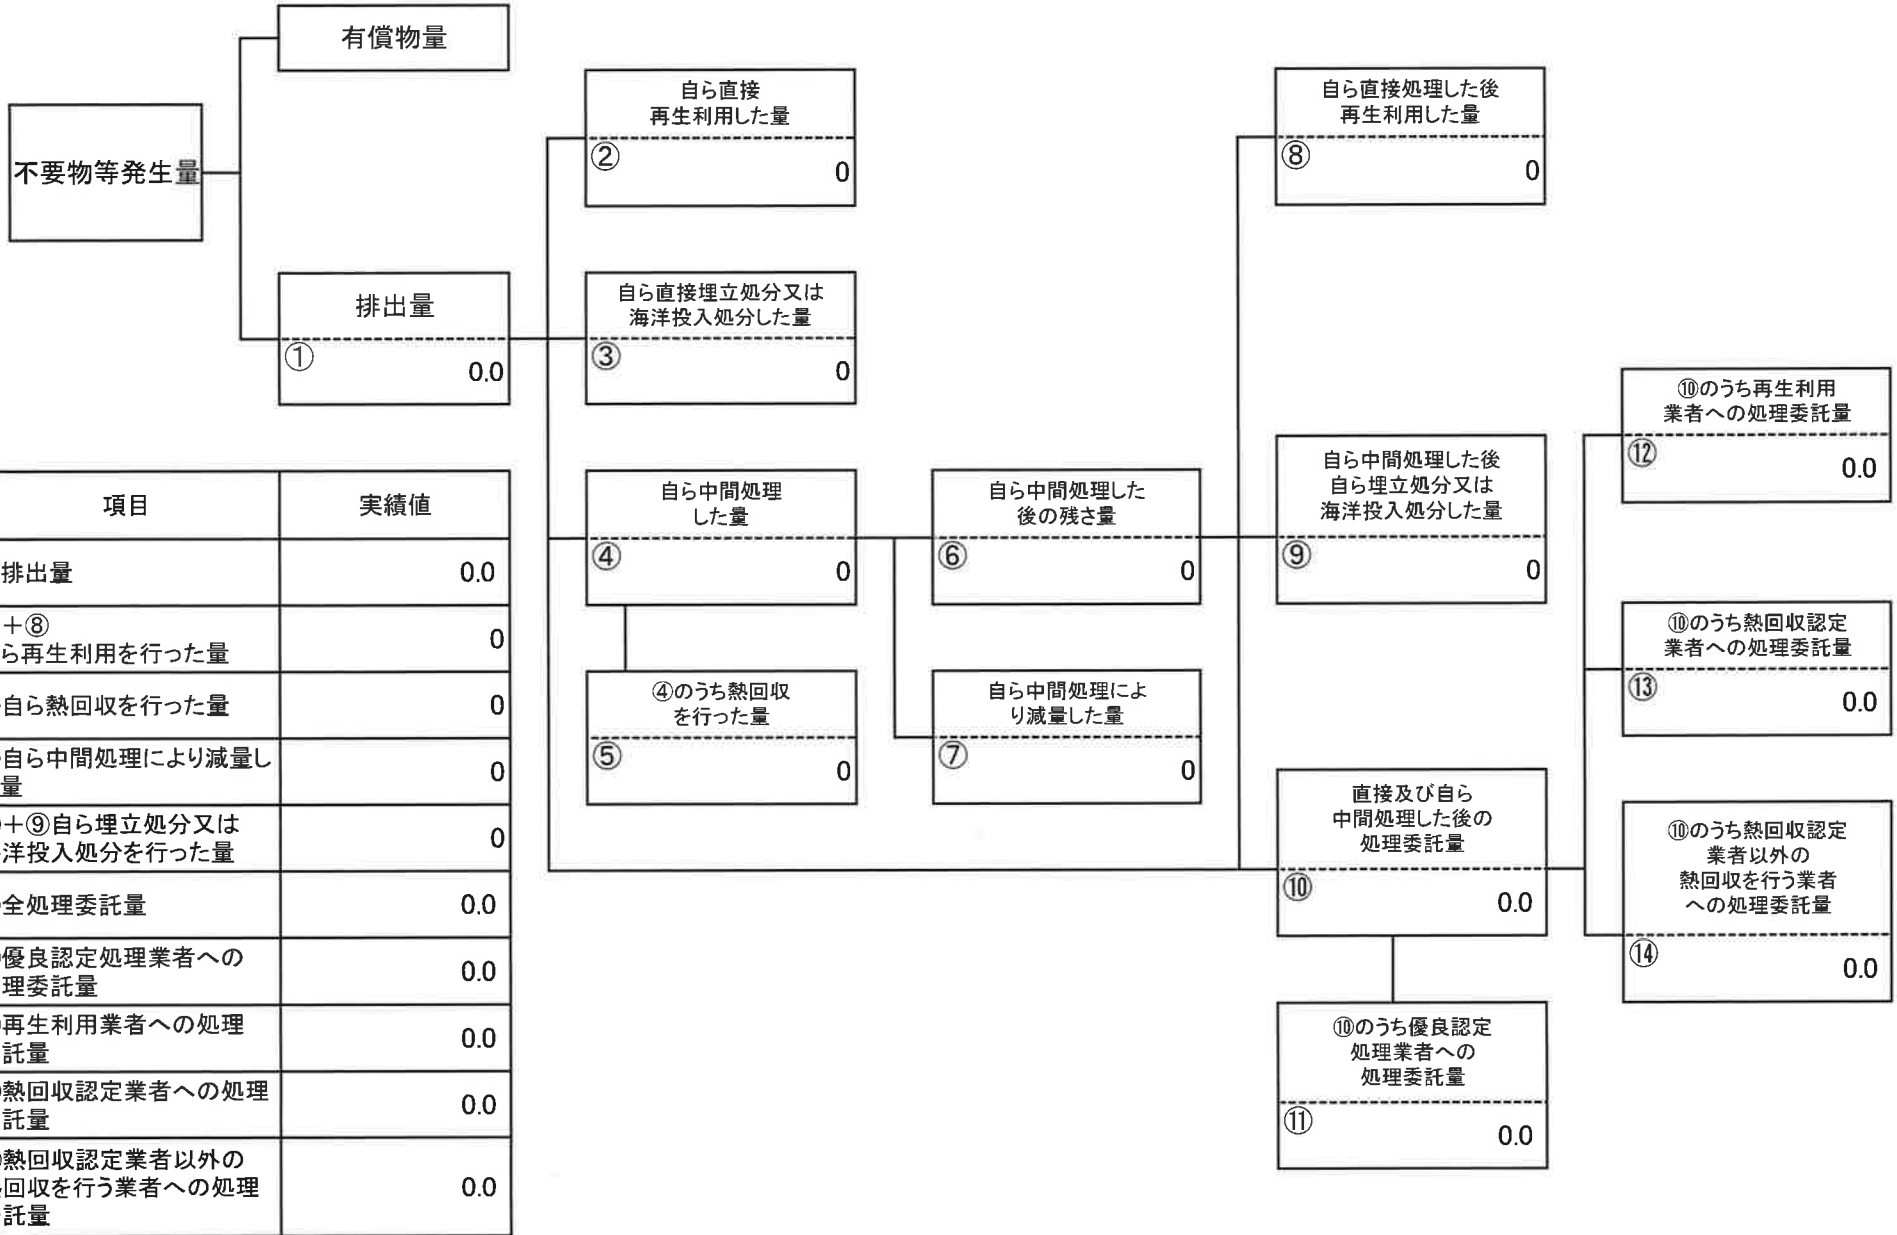 有償物量
不要物等発生量
排出量
①
0.0
自ら直接
再生利用した量
②
0
自ら直接埋立処分又は
海洋投入処分した量
③
0
自ら中間処理
した量
④
0
④のうち熱回収
を行った量
⑤
0
自ら中間処理した
後の残さ量
⑥
0
自ら中間処理によ
り減量した量
⑦
0
自ら直接処理した後
再生利用した量
⑧
0
自ら中間処理した後
自ら埋立処分又は
海洋投入処分した量
⑨
0
直接及び自ら
中間処理した後の
処理委託量
⑩
0.0
⑩のうち優良認定
処理業者への
処理委託量
⑪
0.0
⑩のうち再生利用
業者への処理委託量
⑫
0.0
⑩のうち熱回収認定
業者への処理委託量
⑬
0.0
⑩のうち熱回収認定
業者以外の
熱回収を行う業者
への処理委託量
⑭
0.0
項目 実績値
排出量 0.0
+⑧
ら再生利用を行った量 0
自ら熱回収を行った量 0
自ら中間処理により減量し
量 0
+⑨自ら埋立処分又は
洋投入処分を行った量 0
全処理委託量 0.0
優良認定処理業者への
理委託量 0.0
再生利用業者への処理
託量 0.0
熱回収認定業者への処理
託量 0.0
熱回収認定業者以外の
回収を行う業者への処理
託量 0.0